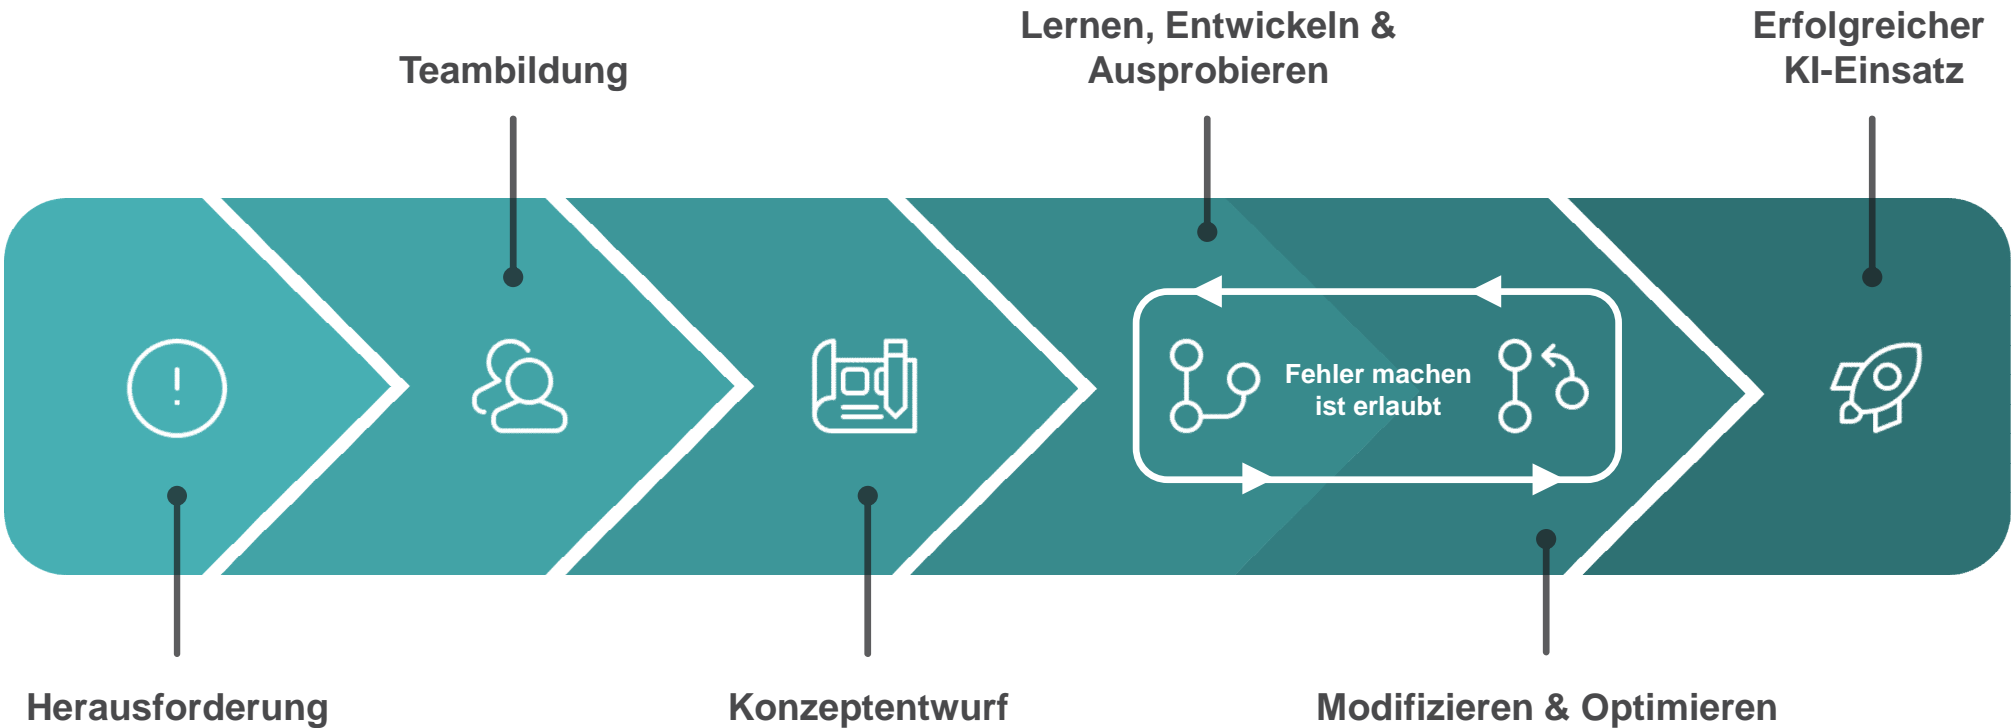 Lernen, Entwickeln &
Ausprobieren
Erfolgreicher
KI-Einsatz
Teambildung
Fehler machen
ist erlaubt
Herausforderung
Konzeptentwurf
Modifizieren & Optimieren